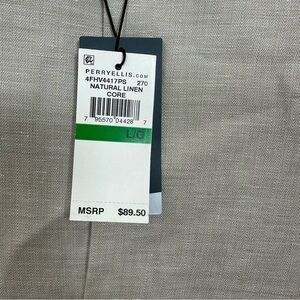 PERRYELLIS.COM
4FHV4417PS 270
NATURAL LINEN
CORE
7 95570 04428 7
L/G
MSRP $89.50